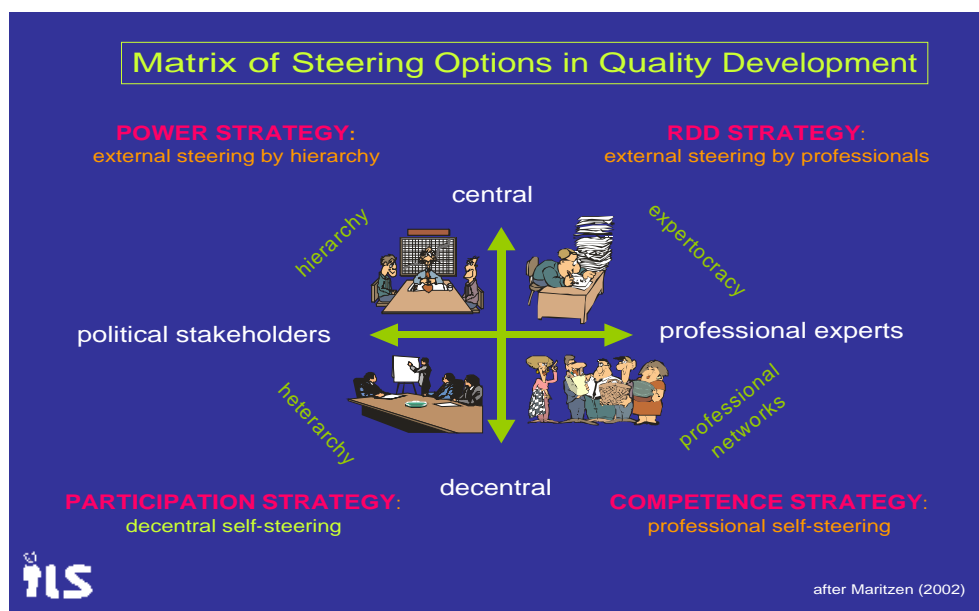 Matrix of Steering Options in Quality Development
POWER STRATEGY:
external steering by hierarchy
RDD STRATEGY:
external steering by professionals
central
hierarchy
expertocracy
political stakeholders
professional experts
heterarchy
professional
networks
decentral
PARTICIPATION STRATEGY:
decentral self-steering
COMPETENCE STRATEGY:
professional self-steering
ILS
after Maritzen (2002)